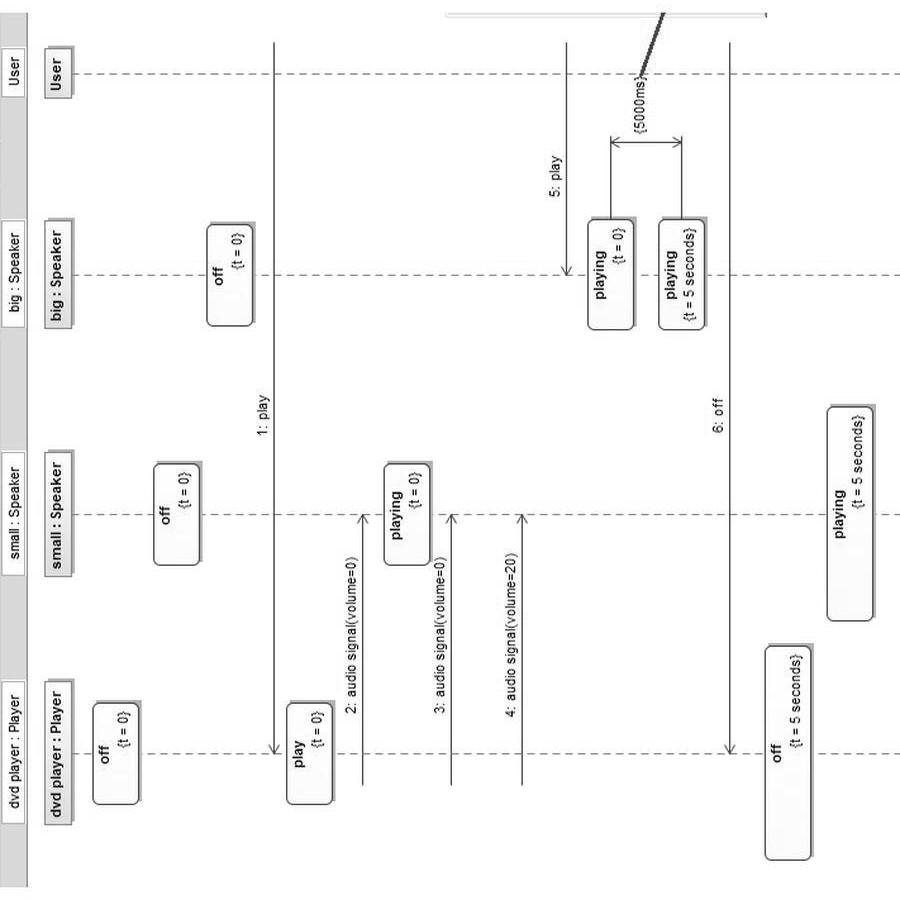 dvd player : Player
small : Speaker
big : Speaker
User
dvd player : Player
small : Speaker
big : Speaker
User
off
{t = 0}
off
{t = 0}
off
{t = 0}
1: play
play
{t = 0}
2: audio signal(volume=0)
playing
{t = 0}
3: audio signal(volume=0)
4: audio signal(volume=20)
5: play
playing
{t = 0}
{5000ms}
playing
{t = 5 seconds}
6: off
off
{t = 5 seconds}
playing
{t = 5 seconds}